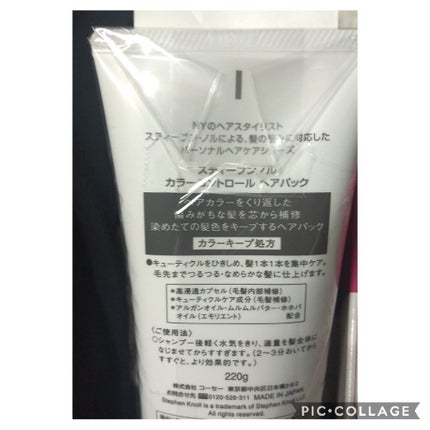 NYのヘアスタイリスト
スティーブン・ノルによる、髪の悩みに対応した
パーソナルヘアケアシリーズ
スティーブンノル
カラーコントロール ヘアパック
ヘアカラーをくり返した
傷みがちな髪を芯から補修
染めたての髪色をキープするヘアパック
カラーキープ処方
●キューティクルをひきしめ、髪1本1本を集中ケア。
毛先までつるつる・なめらかな髪に仕上げます。
●高浸透カプセル(毛髪内部補修)
●キューティクルケア成分(毛髪補修)
●アルガンオイル・ムルムルバター・ホホバ
オイル(エモリエント) 配合
〈ご使用法〉
○シャンプー後軽く水気をきり、適量を髪全体に
なじませてからすすぎます。(2〜3分おいてから
すすぐと、より効果的です。)
220g
株式会社 コーセー 東京都中央区日本橋3-6-2
お問合せ先 0120-526-311 MADE IN JAPAN
Stephen Knoll is a trademark of Stephen Knoll LLC
PIC•COLLAGE